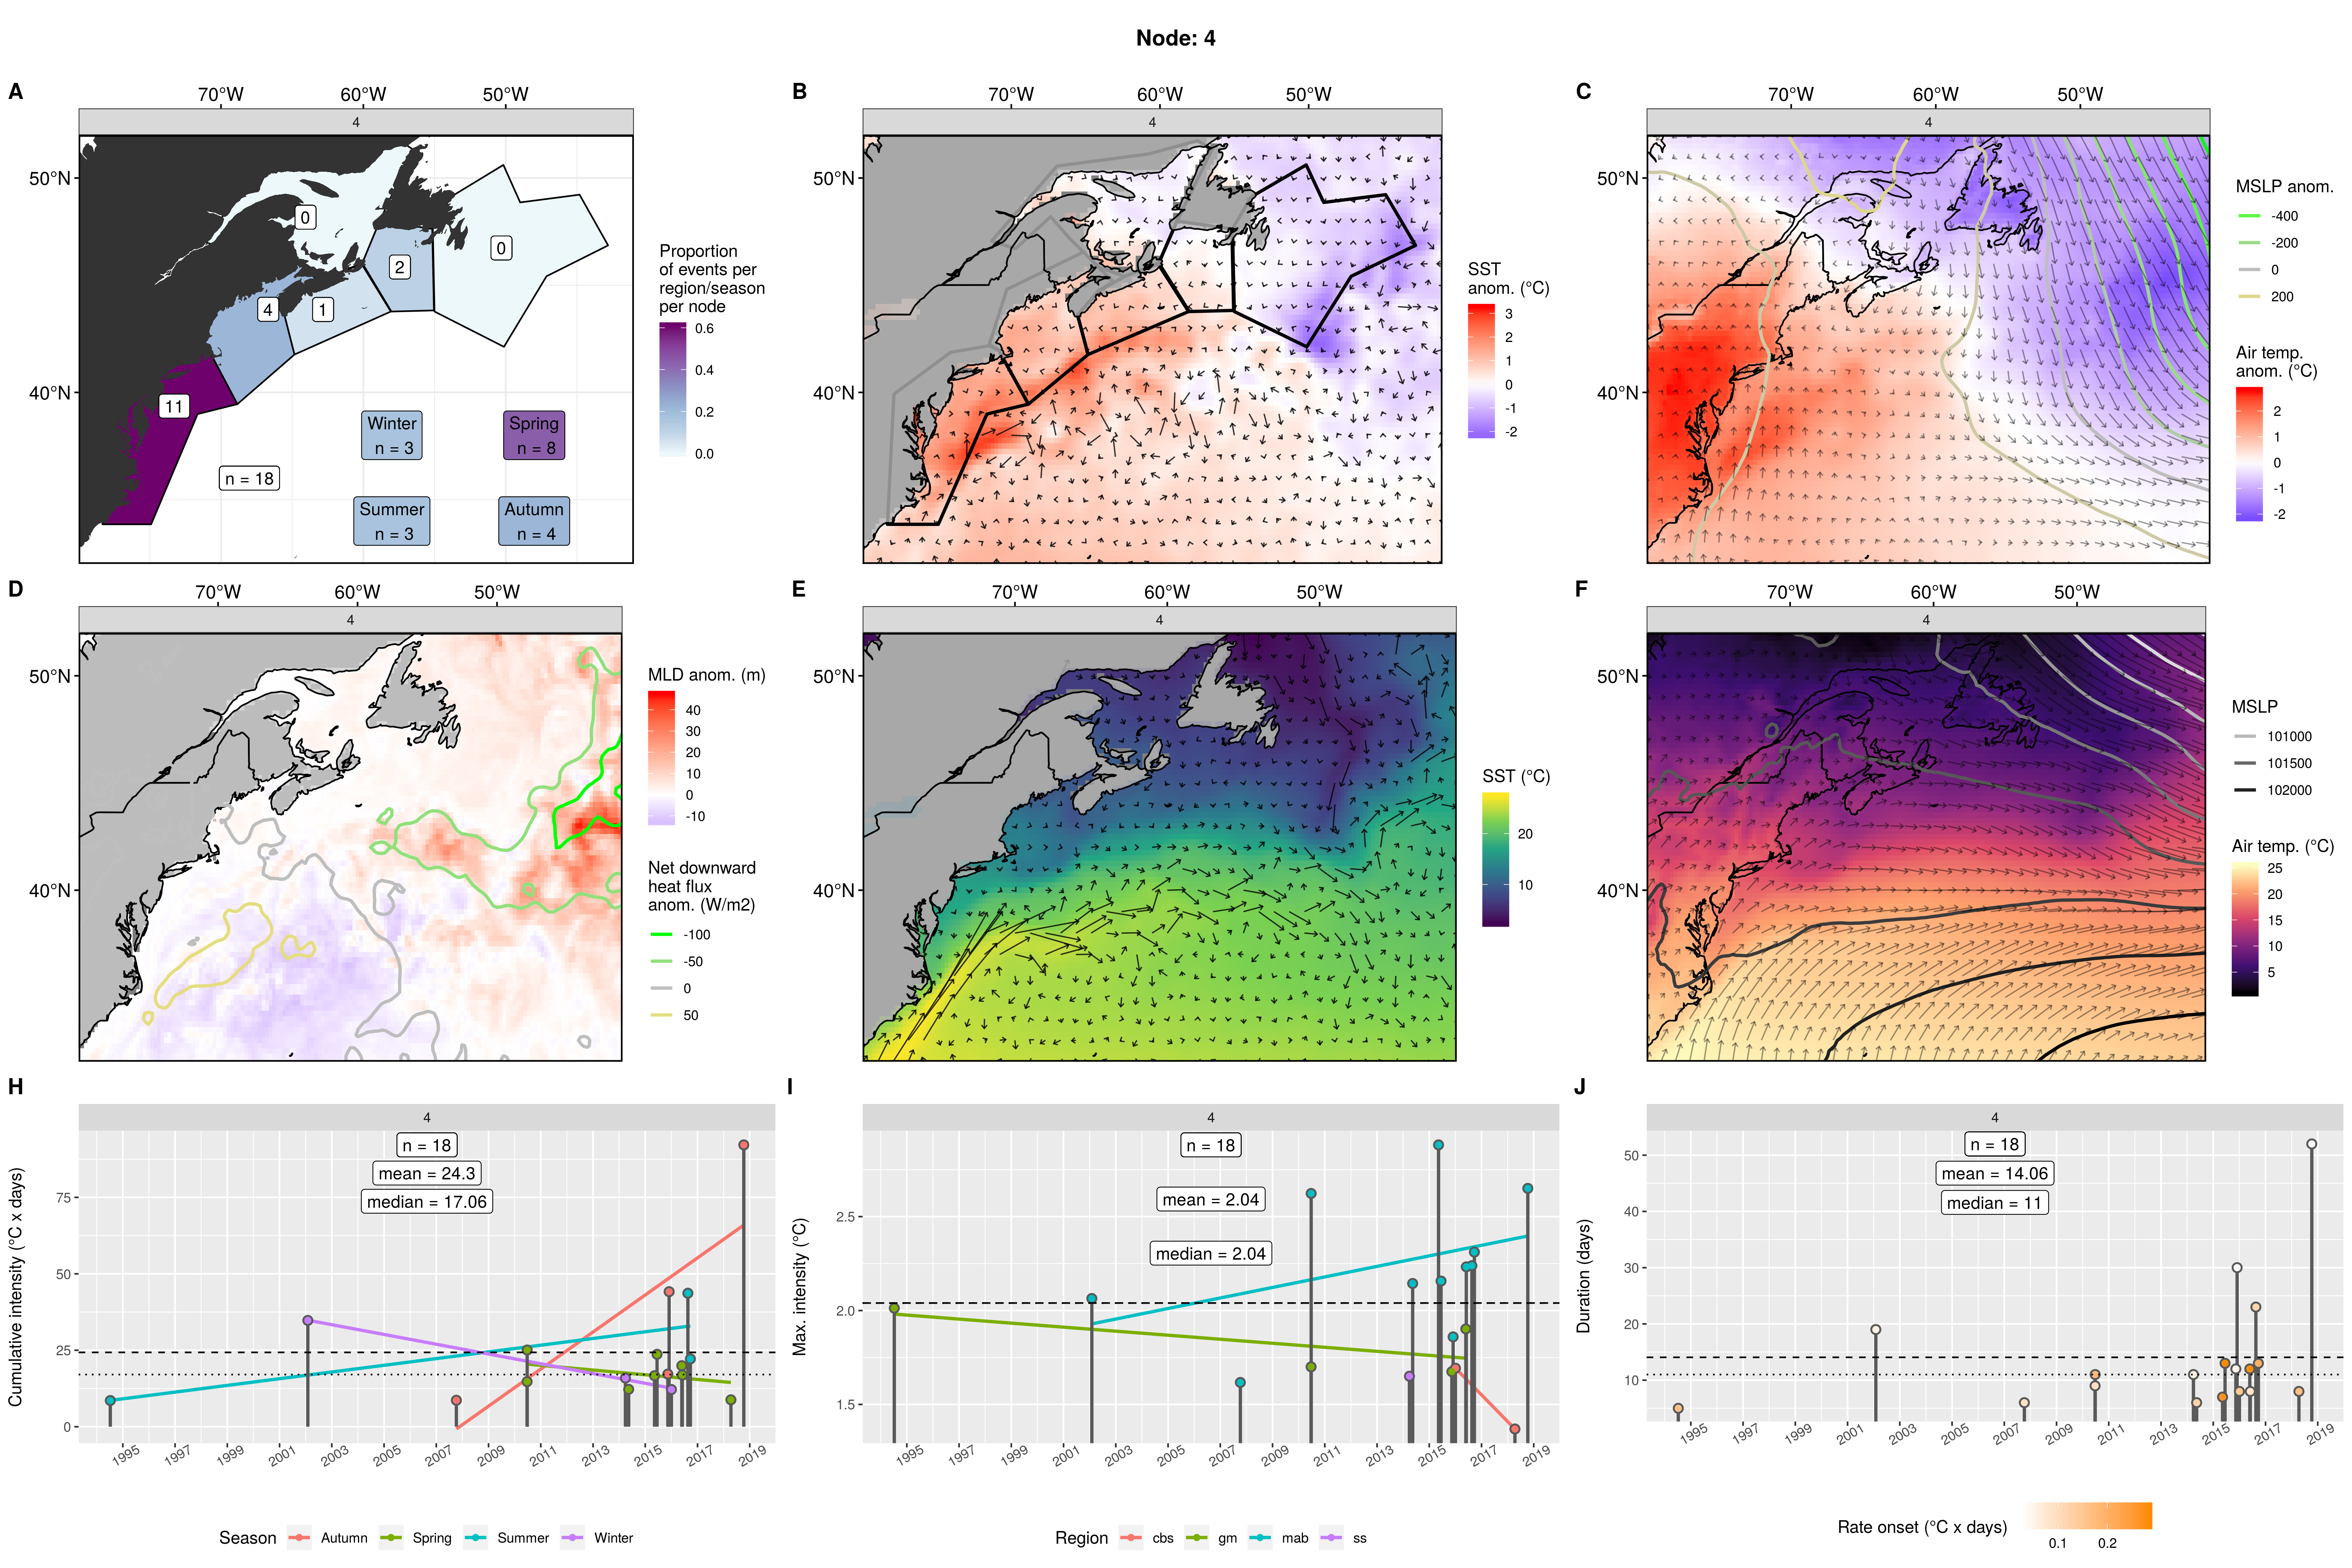 Node: 4
A
70°W 60°W 50°W
4
50°N
40°N
0
0
2
4
1
11
n = 18
Winter
n = 3
Spring
n = 8
Summer
n = 3
Autumn
n = 4
Proportion
of events per
region/season
per node
0.6
0.4
0.2
0.0
B
70°W 60°W 50°W
4
50°N
40°N
SST
anom. (°C)
3
2
1
0
-1
-2
C
70°W 60°W 50°W
4
50°N
40°N
MSLP anom.
-400
-200
0
200
Air temp.
anom. (°C)
2
1
0
-1
-2
D
70°W 60°W 50°W
4
50°N
40°N
MLD anom. (m)
40
30
20
10
0
-10
Net downward
heat flux
anom. (W/m2)
-100
-50
0
50
E
70°W 60°W 50°W
4
50°N
40°N
SST (°C)
20
10
F
70°W 60°W 50°W
4
50°N
40°N
MSLP
101000
101500
102000
Air temp. (°C)
25
20
15
10
5
H
4
n = 18
mean = 24.3
median = 17.06
Cumulative intensity (°C x days)
75
50
25
0
1995 1997 1999 2001 2003 2005 2007 2009 2011 2013 2015 2017 2019
Season Autumn Spring Summer Winter
I
4
n = 18
mean = 2.04
median = 2.04
Max. intensity (°C)
2.5
2.0
1.5
1995 1997 1999 2001 2003 2005 2007 2009 2011 2013 2015 2017 2019
Region cbs gm mab ss
J
4
n = 18
mean = 14.06
median = 11
Duration (days)
50
40
30
20
10
1995 1997 1999 2001 2003 2005 2007 2009 2011 2013 2015 2017 2019
Rate onset (°C x days)
0.1 0.2